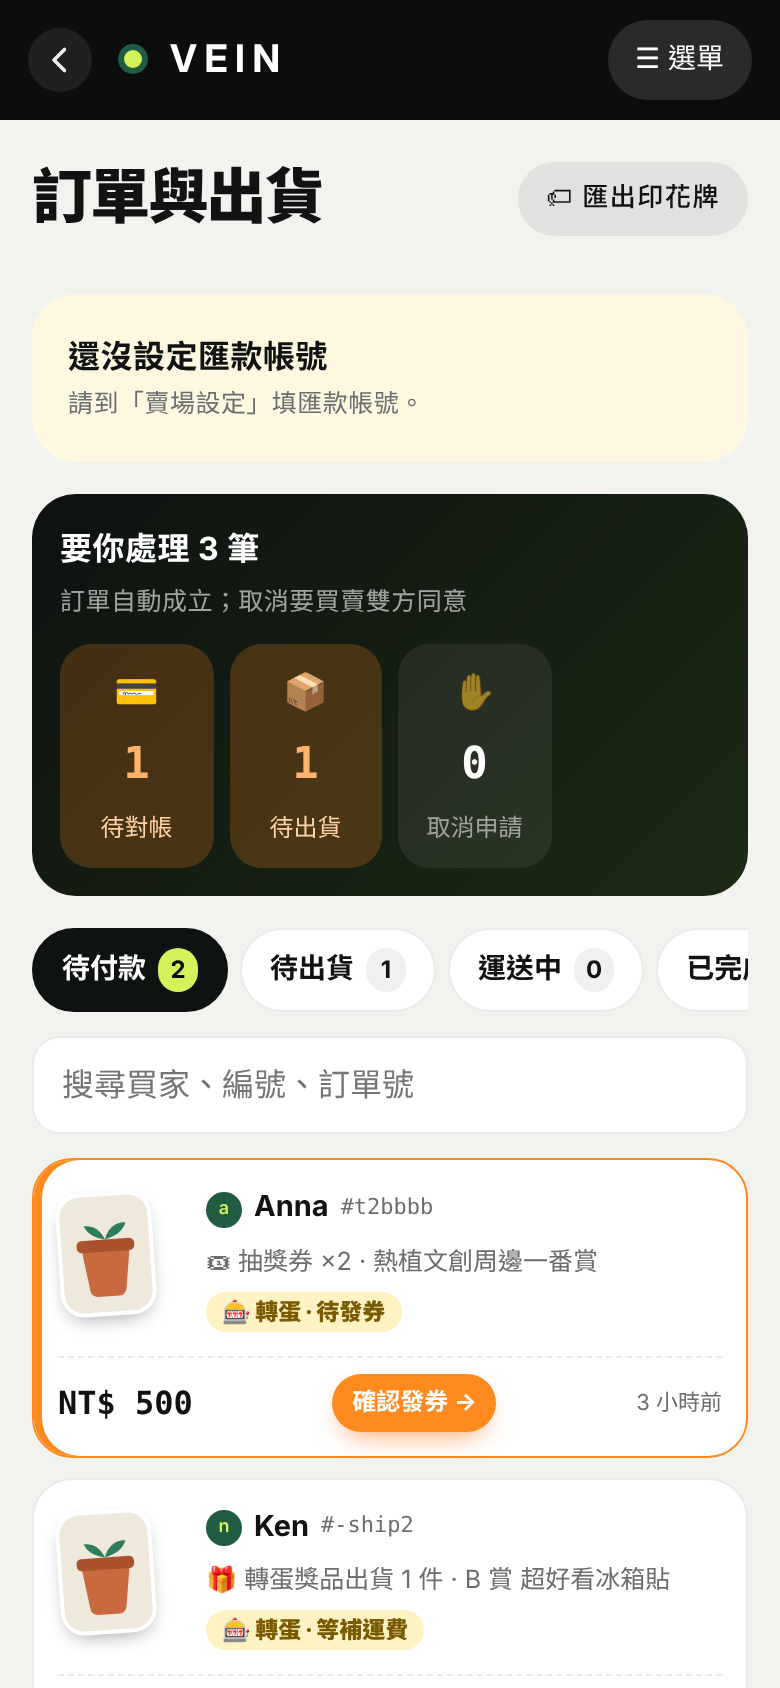 VEIN
☰ 選單
訂單與出貨
🏷 匯出印花牌
還沒設定匯款帳號
請到「賣場設定」填匯款帳號。
要你處理 3 筆
訂單自動成立；取消要買賣雙方同意
1 1 0
待對帳 待出貨 取消申請
待付款 2 待出貨 1 運送中 0 已完
搜尋買家、編號、訂單號
a Anna #t2bbbb
🎟 抽獎券 ×2 · 熱植文創周邊一番賞
🎰 轉蛋 · 待發券
NT$ 500 確認發券 → 3 小時前
n Ken #-ship2
🎁 轉蛋獎品出貨 1 件 · B 賞 超好看冰箱貼
🎰 轉蛋 · 等補運費